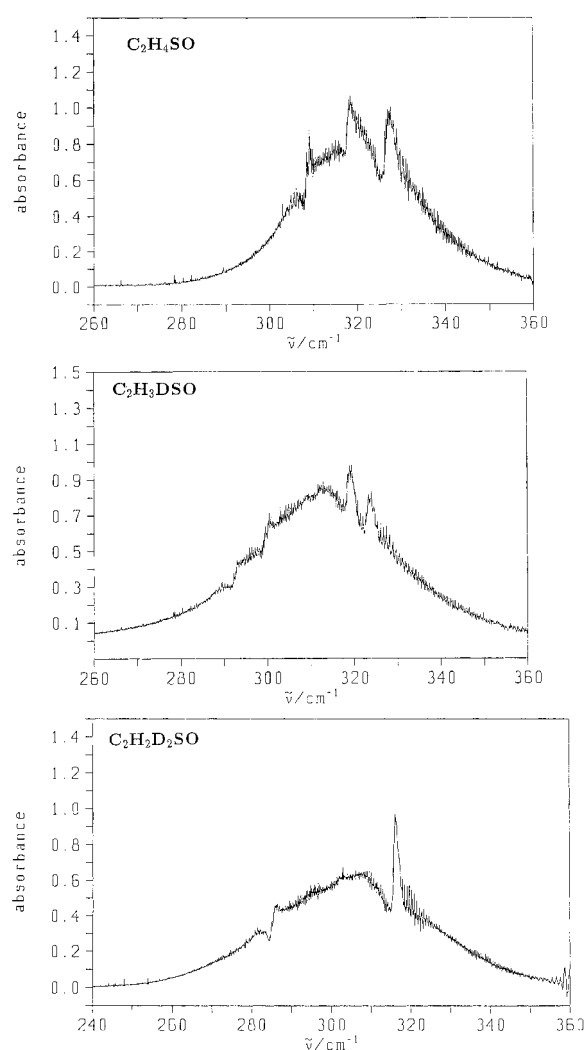 C₂H₄SO
absorbance
1.4
1.2
1.0
0.8
0.6
0.4
0.2
0.0
260 280 300 320 340 360
ν̃/cm⁻¹
C₂H₃DSO
absorbance
1.5
1.3
1.1
0.9
0.7
0.5
0.3
0.1
260 280 300 320 340 360
ν̃/cm⁻¹
C₂H₂D₂SO
absorbance
1.4
1.2
1.0
0.8
0.6
0.4
0.2
0.0
240 260 280 300 320 340 360
ν̃/cm⁻¹